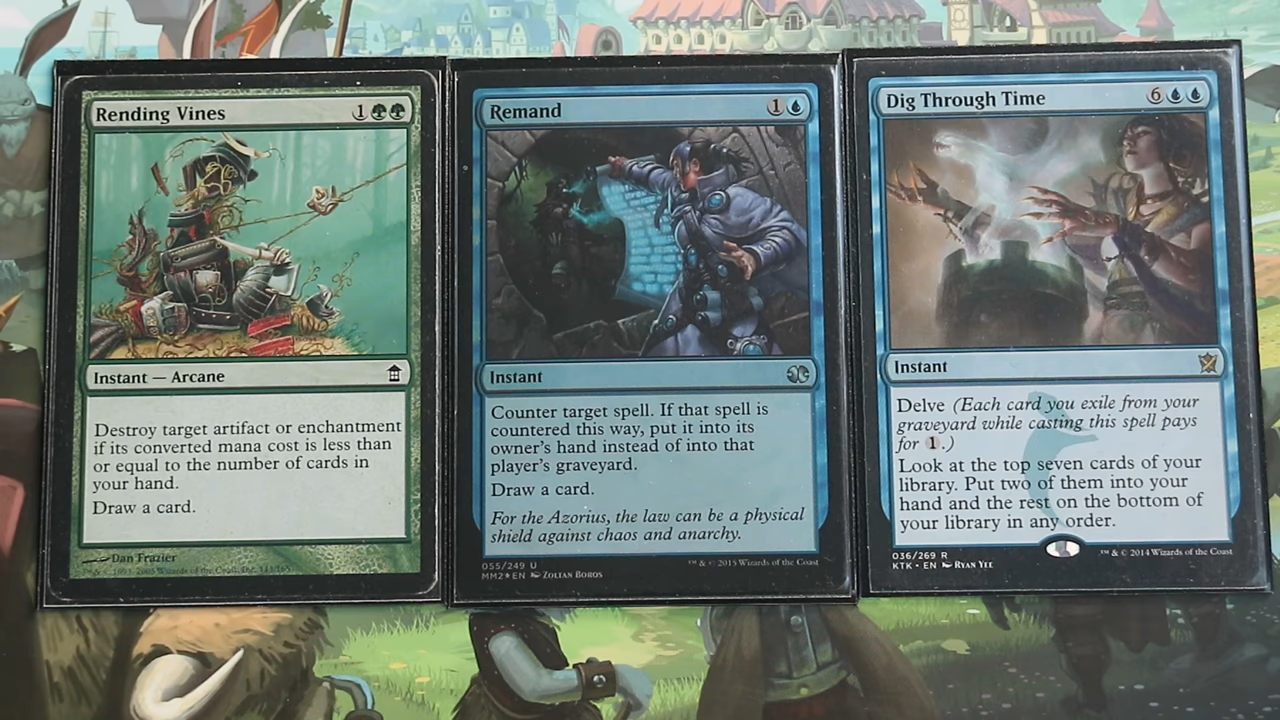 Rending Vines 1
Instant — Arcane
Destroy target artifact or enchantment
if its converted mana cost is less than
or equal to the number of cards in
your hand.
Draw a card.
Dan Frazier
Remand 1
Instant
Counter target spell. If that spell is
countered this way, put it into its
owner's hand instead of into that
player's graveyard.
Draw a card.
For the Azorius, the law can be a physical
shield against chaos and anarchy.
055/249 U
MM2★EN Zoltan Boros
™ & © 2015 Wizards of the Coast
Dig Through Time 6
Instant
Delve (Each card you exile from your
graveyard while casting this spell pays
for 1.)
Look at the top seven cards of your
library. Put two of them into your
hand and the rest on the bottom of
your library in any order.
036/269 R
KTK • EN Ryan Yee
™ & © 2014 Wizards of the Coast